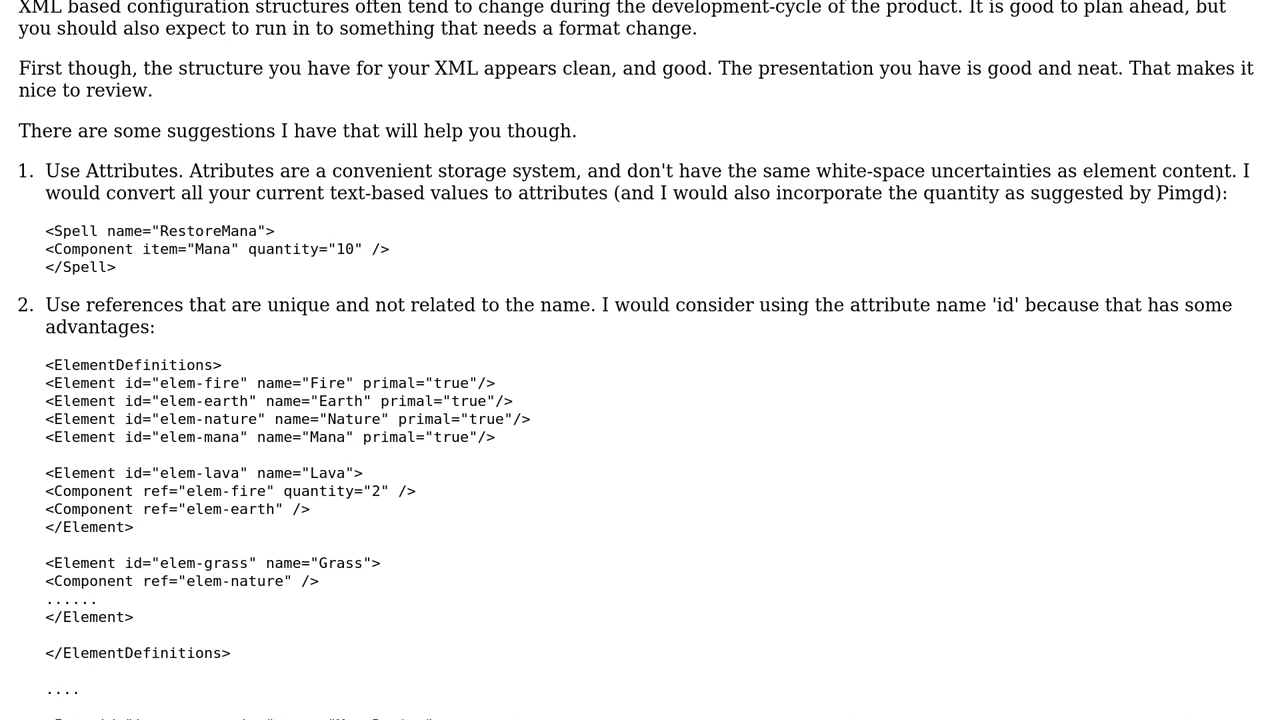 XML based configuration structures often tend to change during the development-cycle of the product. It is good to plan ahead, but
you should also expect to run in to something that needs a format change.
First though, the structure you have for your XML appears clean, and good. The presentation you have is good and neat. That makes it
nice to review.
There are some suggestions I have that will help you though.
1. Use Attributes. Atributes are a convenient storage system, and don't have the same white-space uncertainties as element content. I
would convert all your current text-based values to attributes (and I would also incorporate the quantity as suggested by Pimgd):
<Spell name="RestoreMana">
<Component item="Mana" quantity="10" />
</Spell>
2. Use references that are unique and not related to the name. I would consider using the attribute name 'id' because that has some
advantages:
<ElementDefinitions>
<Element id="elem-fire" name="Fire" primal="true"/>
<Element id="elem-earth" name="Earth" primal="true"/>
<Element id="elem-nature" name="Nature" primal="true"/>
<Element id="elem-mana" name="Mana" primal="true"/>
<Element id="elem-lava" name="Lava">
<Component ref="elem-fire" quantity="2" />
<Component ref="elem-earth" />
</Element>
<Element id="elem-grass" name="Grass">
<Component ref="elem-nature" />
......
</Element>
</ElementDefinitions>
....